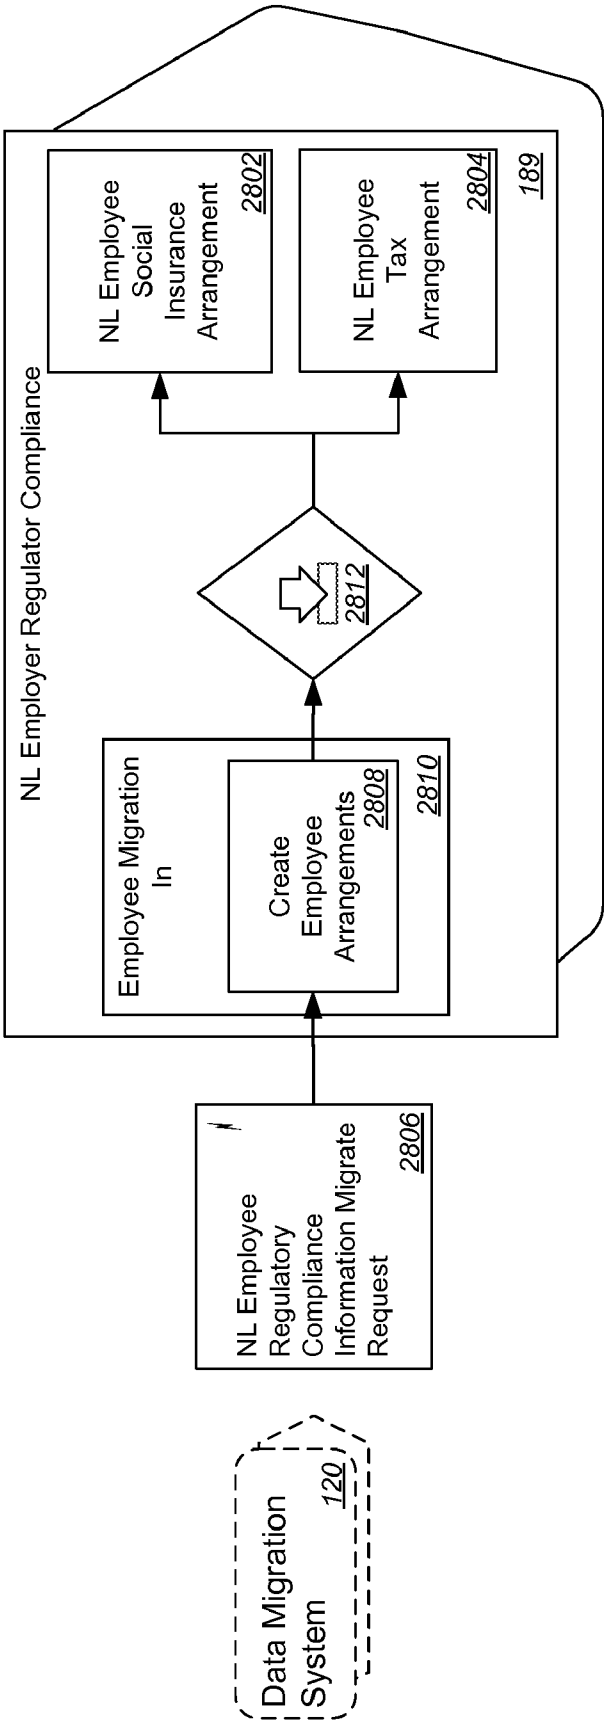 Data Migration
System
120
NL Employee
Regulatory
Compliance
Information Migrate
Request
2806
NL Employer Regulator Compliance
Employee Migration
In
Create
Employee
Arrangements
2808
2810
2812
NL Employee
Social
Insurance
Arrangement
2802
NL Employee
Tax
Arrangement
2804
189